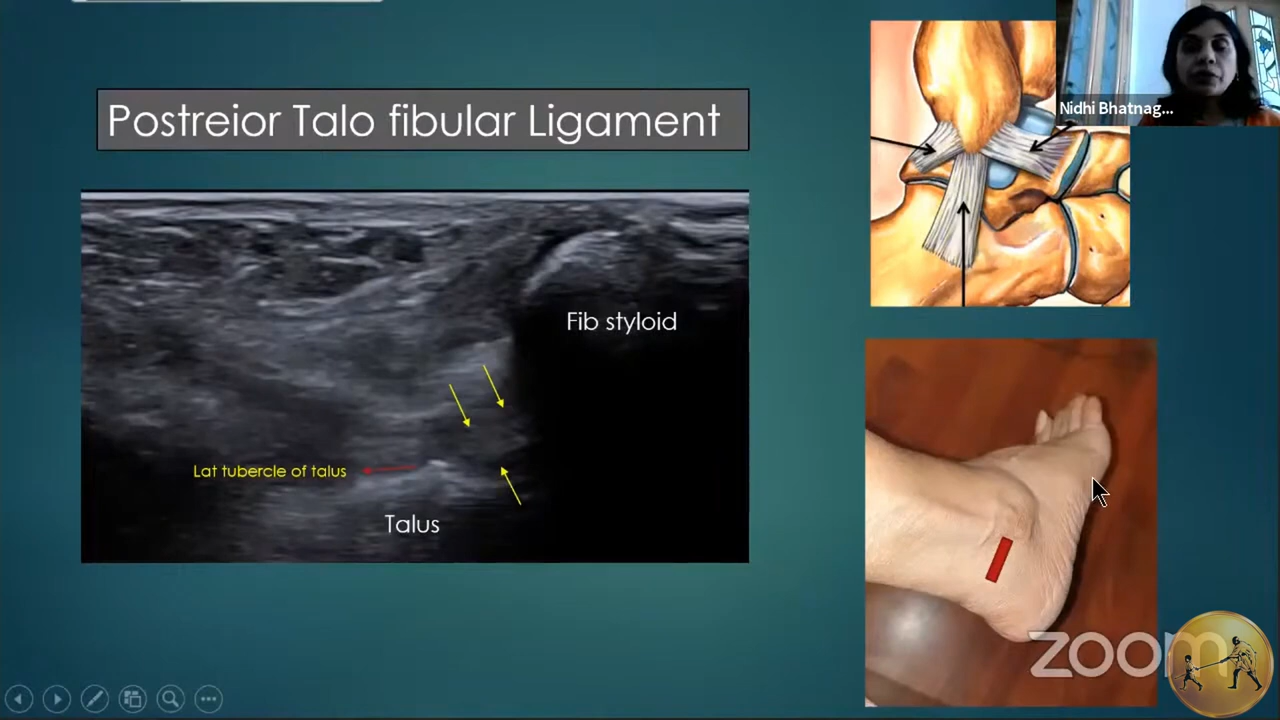 Postreior Talo fibular Ligament
Nidhi Bhatnag...
Fib styloid
Lat tubercle of talus
Talus
zoom